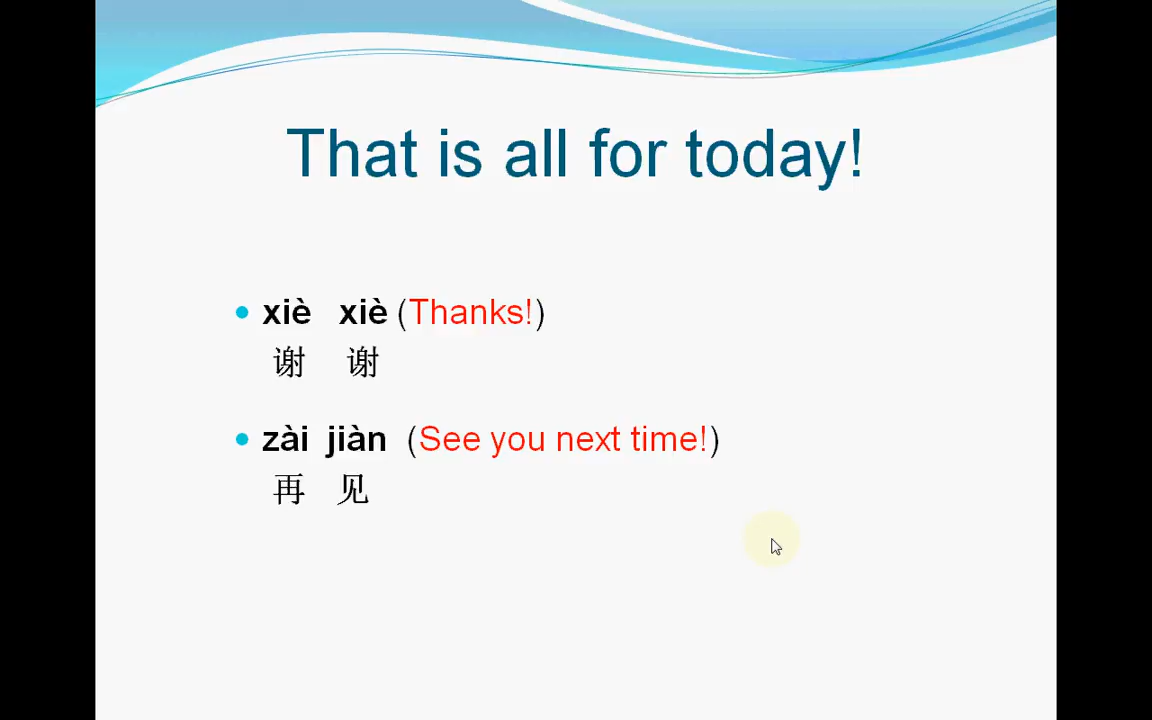 That is all for today!
• xiè xiè (Thanks!)
谢 谢
• zài jiàn (See you next time!)
再 见